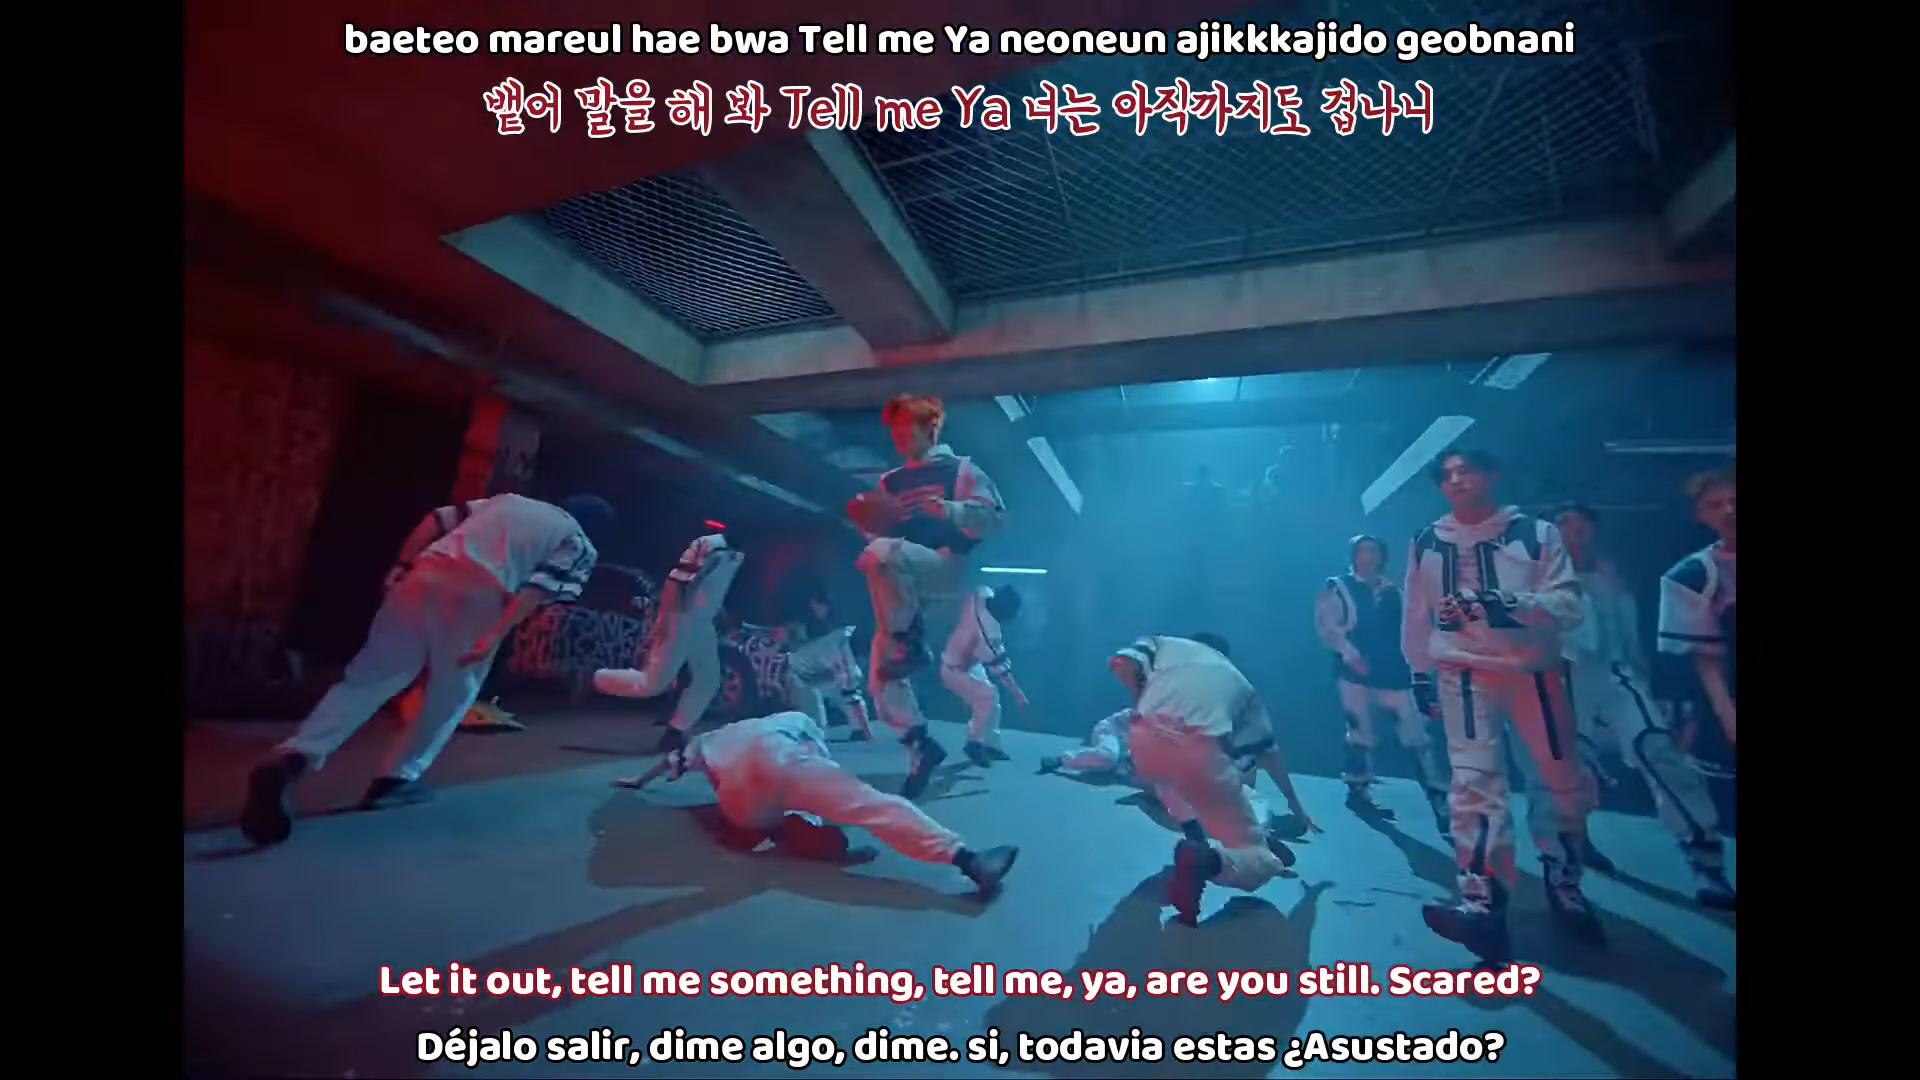 baeteo mareul hae bwa Tell me Ya neoneun ajikkkajido geobnani
뱉어 말을 해 봐 Tell me Ya 너는 아직까지도 겁나니
Let it out, tell me something, tell me, ya, are you still. Scared?
Déjalo salir, dime algo, dime. si, todavia estas ¿Asustado?